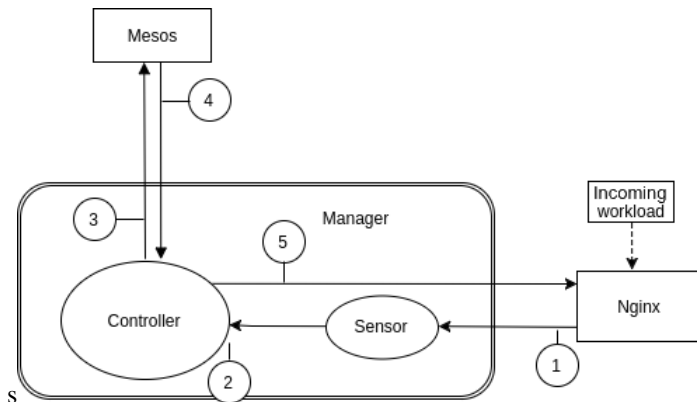 Mesos
4
Incoming
workload
3
Manager
5
Controller
Sensor
Nginx
2
1
s